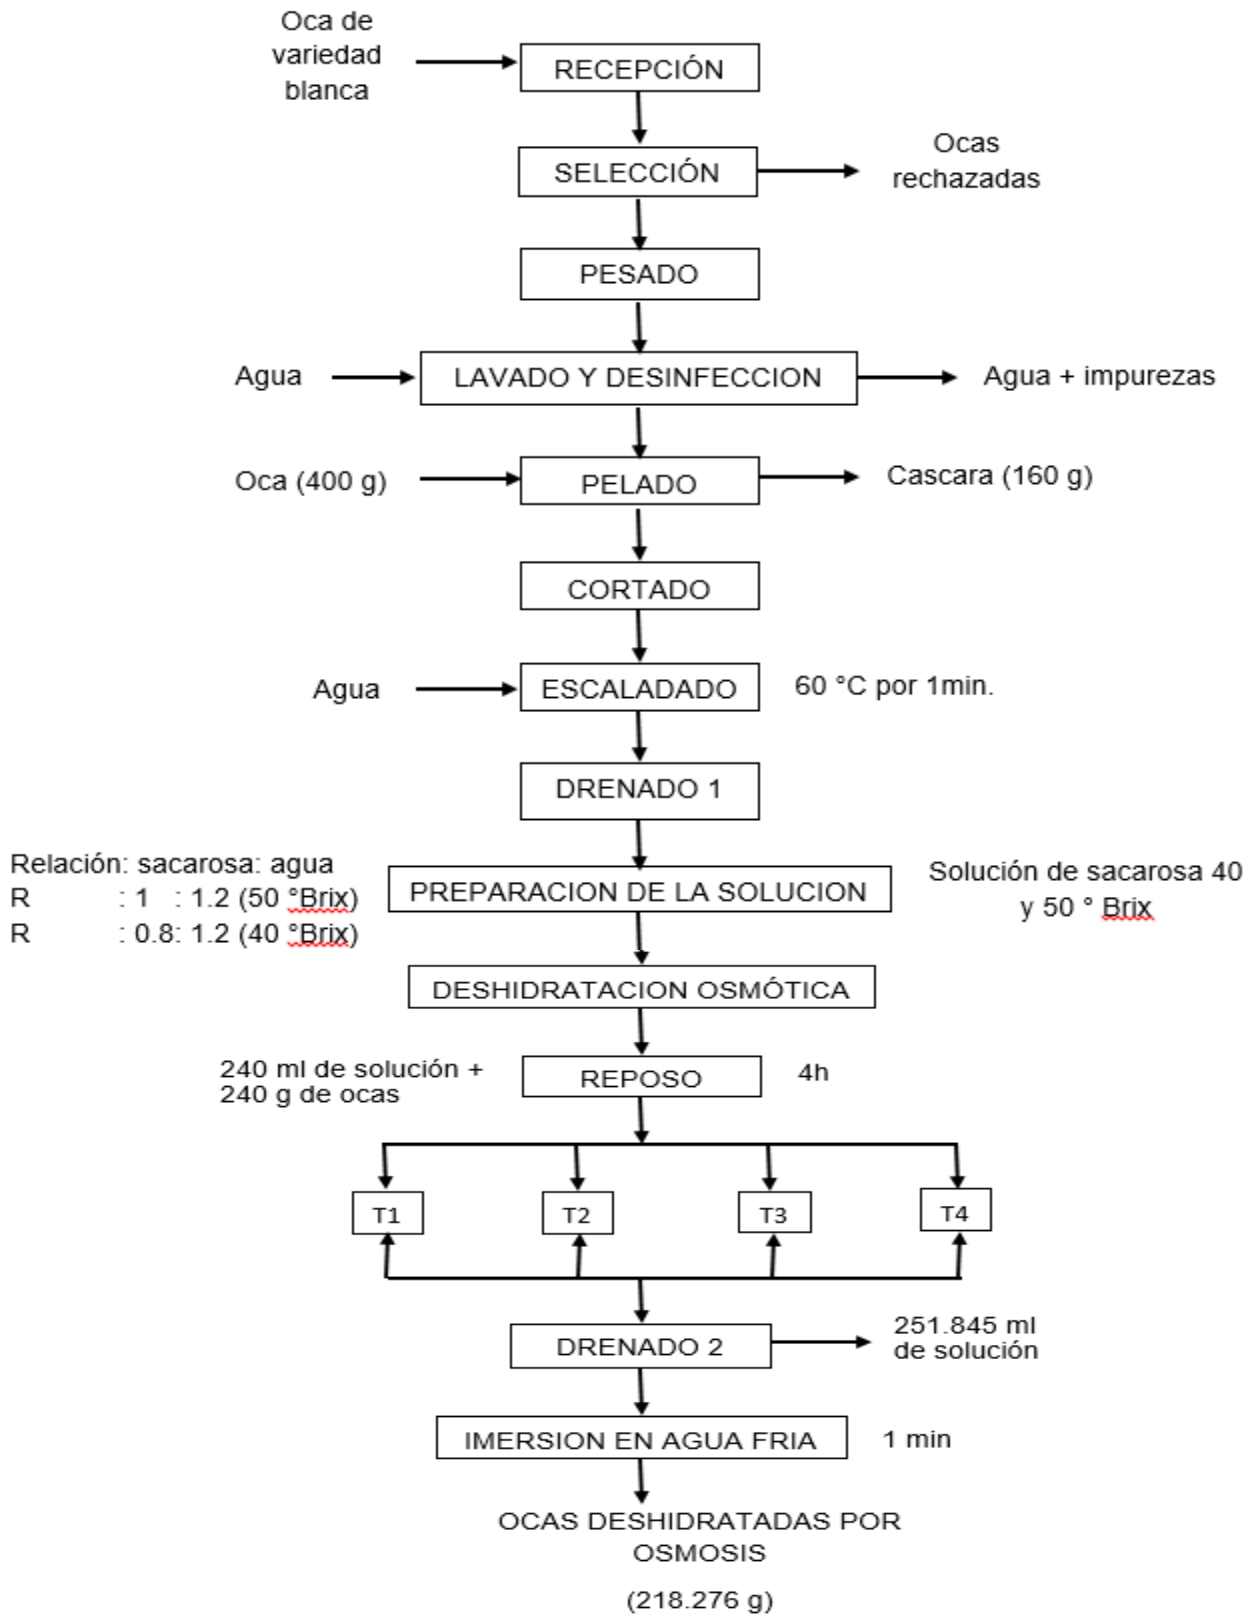 Oca de
variedad
blanca
RECEPCIÓN
SELECCIÓN
Ocas
rechazadas
PESADO
Agua
LAVADO Y DESINFECCION
Agua + impurezas
Oca (400 g)
PELADO
Cascara (160 g)
CORTADO
Agua
ESCALADADO
60 °C por 1min.
DRENADO 1
Relación: sacarosa: agua
R : 1 : 1.2 (50 °Brix)
R : 0.8: 1.2 (40 °Brix)
PREPARACION DE LA SOLUCION
Solución de sacarosa 40
y 50 ° Brix
DESHIDRATACION OSMÓTICA
240 ml de solución +
240 g de ocas
REPOSO
4h
T1
T2
T3
T4
DRENADO 2
251.845 ml
de solución
IMERSION EN AGUA FRIA
1 min
OCAS DESHIDRATADAS POR
OSMOSIS
(218.276 g)